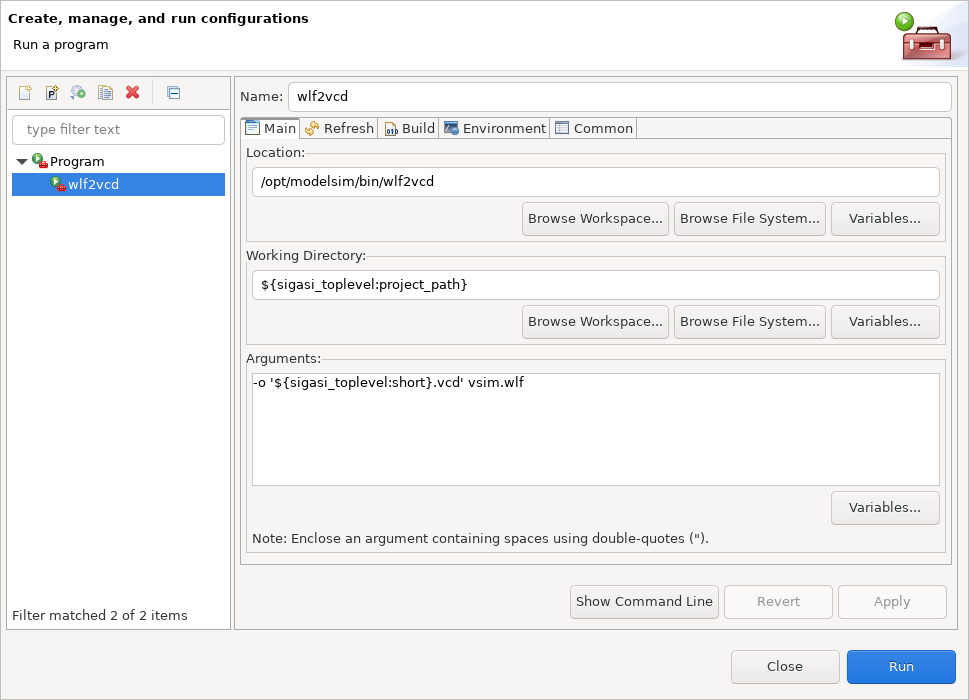 Create, manage, and run configurations
Run a program
type filter text
Program
wlf2vcd
Filter matched 2 of 2 items
Name: wlf2vcd
Main Refresh Build Environment Common
Location:
/opt/modelsim/bin/wlf2vcd
Browse Workspace... Browse File System... Variables...
Working Directory:
${sigasi_toplevel:project_path}
Browse Workspace... Browse File System... Variables...
Arguments:
-o '${sigasi_toplevel:short}.vcd' vsim.wlf
Variables...
Note: Enclose an argument containing spaces using double-quotes (").
Show Command Line Revert Apply
Close Run